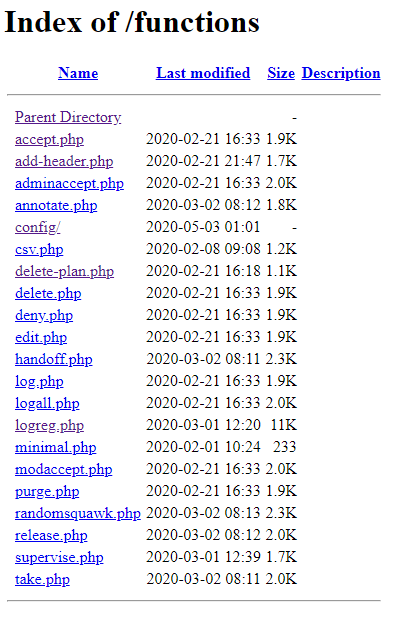 Index of /functions
Name Last modified Size Description
Parent Directory -
accept.php 2020-02-21 16:33 1.9K
add-header.php 2020-02-21 21:47 1.7K
adminaccept.php 2020-02-21 16:33 2.0K
annotate.php 2020-03-02 08:12 1.8K
config/ 2020-05-03 01:01 -
csv.php 2020-02-08 09:08 1.2K
delete-plan.php 2020-02-21 16:18 1.1K
delete.php 2020-02-21 16:33 1.9K
deny.php 2020-02-21 16:33 1.9K
edit.php 2020-02-21 16:33 1.9K
handoff.php 2020-03-02 08:11 2.3K
log.php 2020-02-21 16:33 1.9K
logall.php 2020-02-21 16:33 2.0K
logreg.php 2020-03-01 12:20 11K
minimal.php 2020-02-01 10:24 233
modaccept.php 2020-02-21 16:33 2.0K
purge.php 2020-02-21 16:33 1.9K
randomsquawk.php 2020-03-02 08:13 2.3K
release.php 2020-03-02 08:12 2.0K
supervise.php 2020-03-01 12:39 1.7K
take.php 2020-03-02 08:11 2.0K